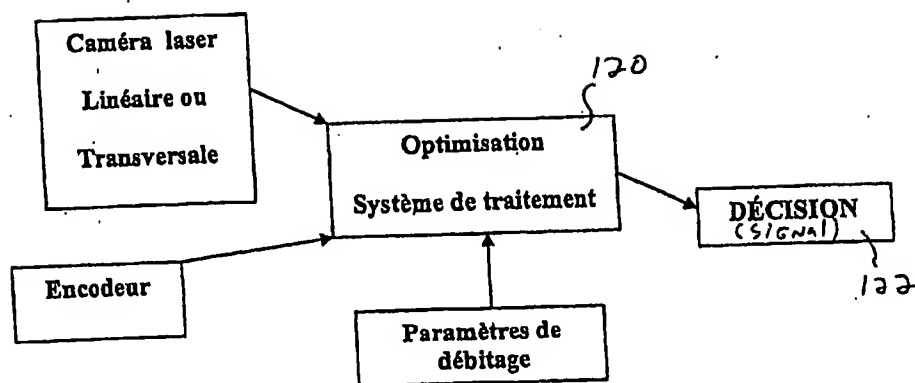 Caméra laser
Linéaire ou
Transversale
120
Optimisation
Système de traitement
DÉCISION
(SIGNAl)
122
Encodeur
Paramètres de
débitage